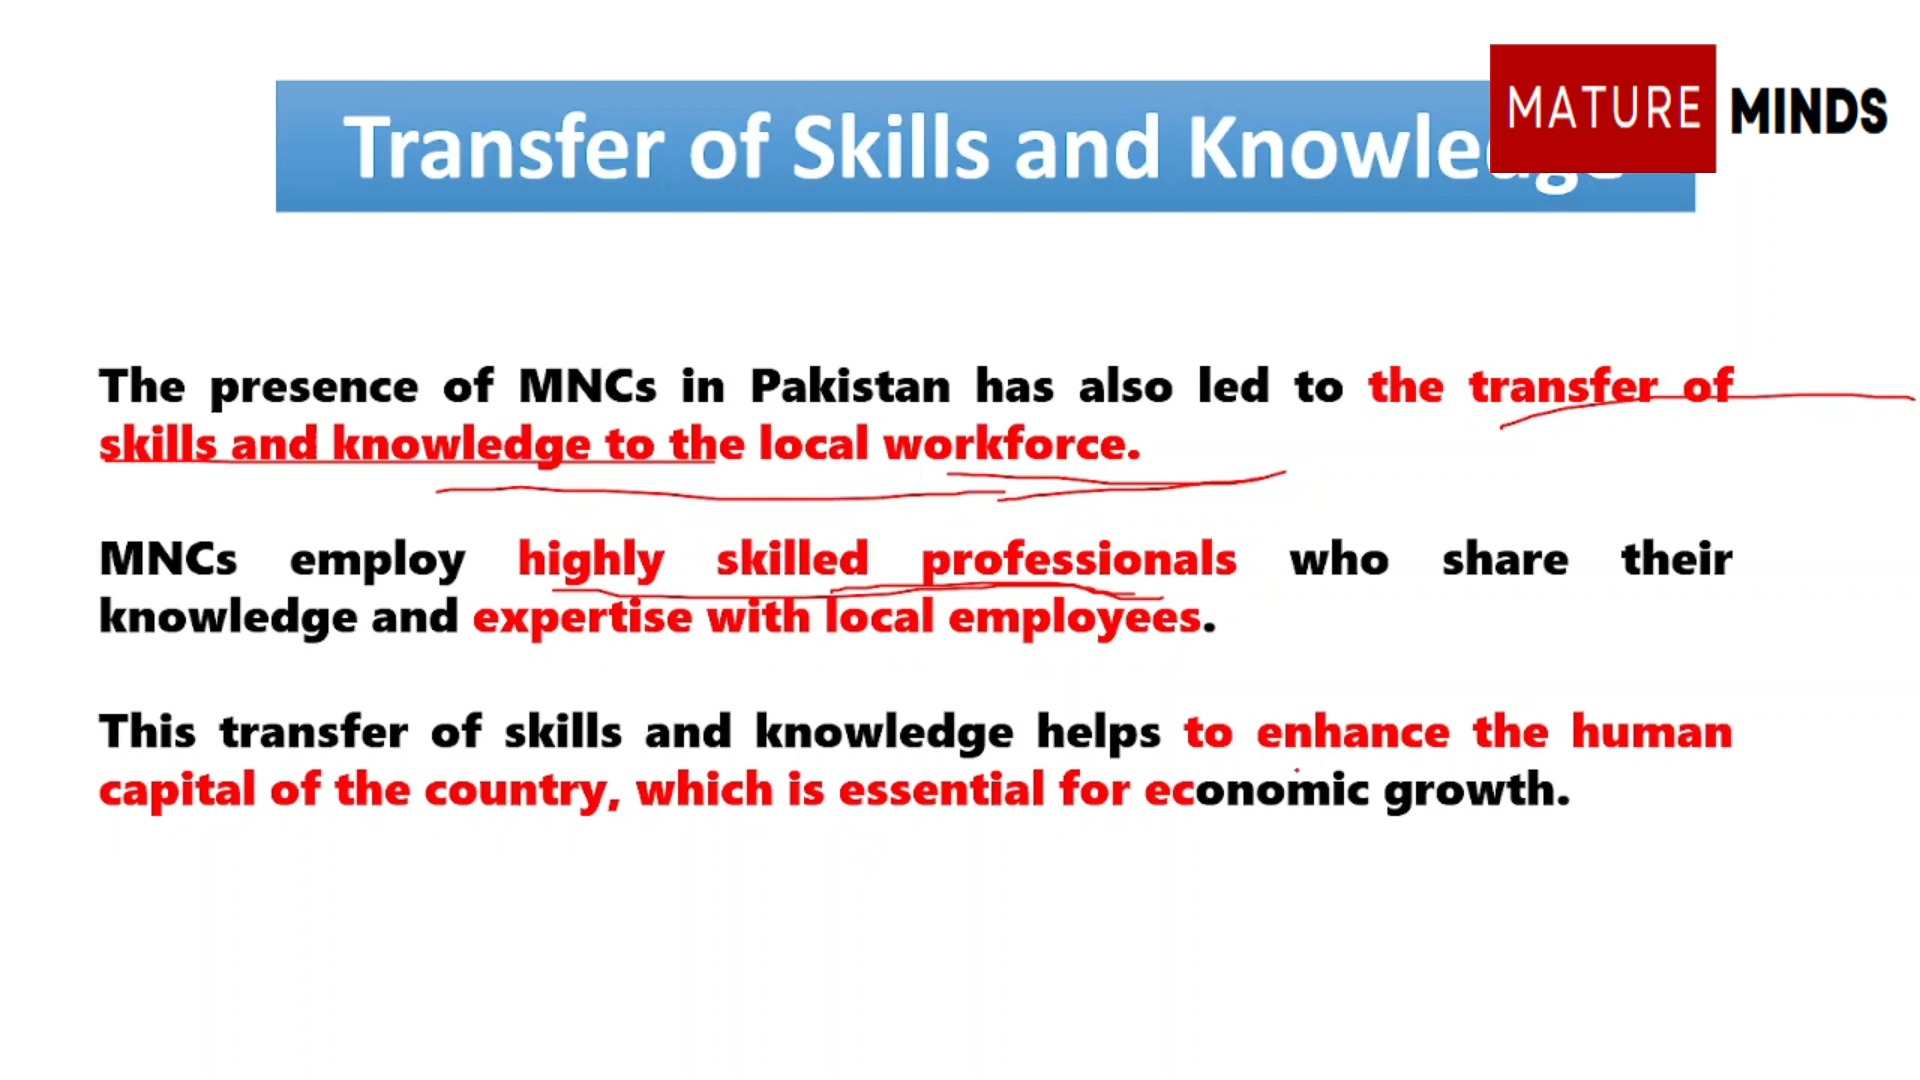 MATURE MINDS
Transfer of Skills and Knowledge
The presence of MNCs in Pakistan has also led to the transfer of
skills and knowledge to the local workforce.
MNCs employ highly skilled professionals who share their
knowledge and expertise with local employees.
This transfer of skills and knowledge helps to enhance the human
capital of the country, which is essential for economic growth.